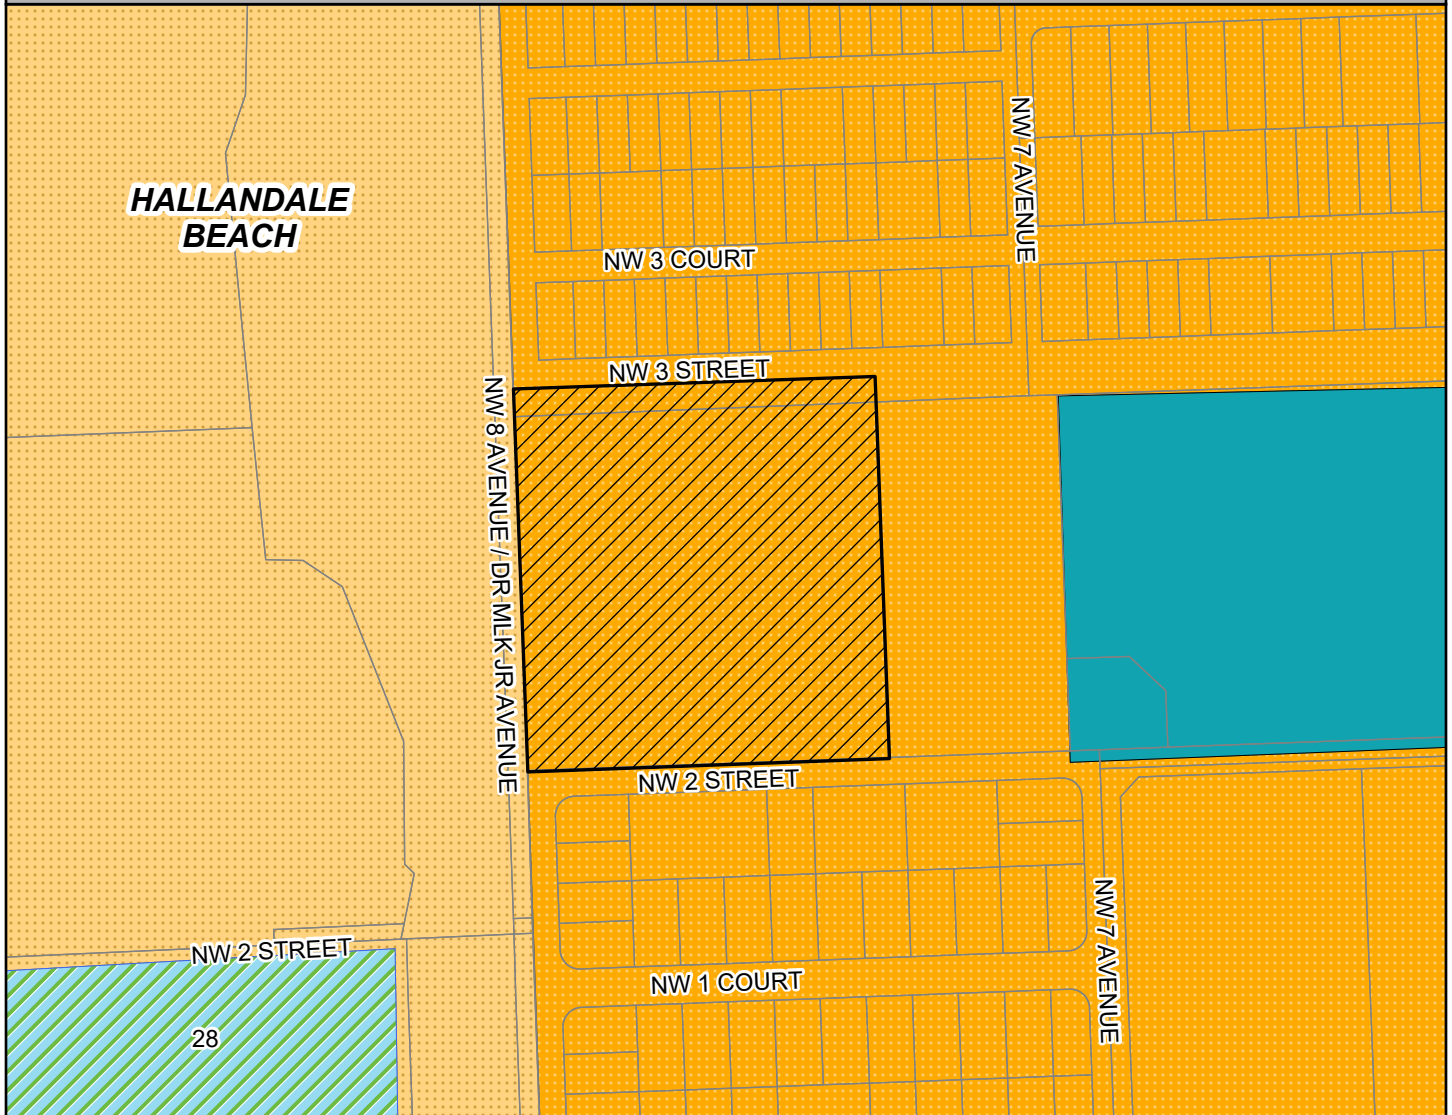 NW 7 AVENUE
HALLANDALE
BEACH
NW 3 COURT
NW 3 STREET
NW 8 AVENUE / DR MLK JR AVENUE
NW 2 STREET
NW 7 AVENUE
NW 2 STREET
NW 1 COURT
28